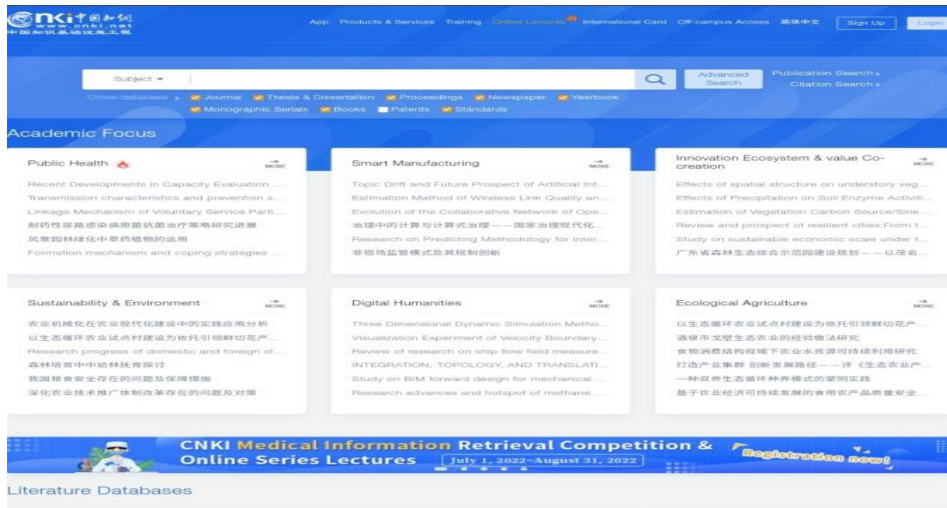 CNKI中国知网
www.cnki.net
中国知识基础设施工程
App Products & Services Training Online Lectures International Card Off-campus Access 简体中文 Sign Up Login
Subject
Advanced Search
Publication Search >
Citation Search >
Cross-database > Journal Thesis & Dissertation Proceedings Newspaper Yearbook
Monographic Serials Books Patents Standards
Academic Focus
Public Health MORE
Recent Developments in Capacity Evaluation ...
Transmission characteristics and prevention s...
Linkage Mechanism of Voluntary Service Parti...
耐药性尿路感染病原菌抗菌治疗策略研究进展
风景园林绿化中草药植物的运用
Formation mechanism and coping strategies ...
Smart Manufacturing MORE
Topic Drift and Future Prospect of Artificial Int...
Estimation Method of Wireless Link Quality an...
Evolution of the Collaborative Network of Ope...
治理中的计算与计算式治理——国家治理现代化...
Research on Predicting Methodology for Inter...
非现场监管模式及其规制创新
Innovation Ecosystem & value Co-creation MORE
Effects of spatial structure on understory veg...
Effects of Precipitation on Soil Enzyme Activiti...
Estimation of Vegetation Carbon Source/Sink ...
Review and prospect of resilient cities:From t...
Study on sustainable economic scale under t...
广东省森林生态综合示范园建设规划——以茂名...
Sustainability & Environment MORE
农业机械化在农业现代化建设中的实践应用分析
以生态循环农业试点村建设为依托引领鲜切花产...
Research progress of domestic and foreign st...
森林培育中中幼林抚育探讨
我国粮食安全存在的问题及保障措施
深化农业技术推广体制改革存在的问题及对策
Digital Humanities MORE
Three Dimensional Dynamic Simulation Metho...
Visualization Experiment of Velocity Boundary...
Review of research on ship flow field measure...
INTEGRATION, TOPOLOGY, AND TRANSLATI...
Study on BIM forward design for mechanical ...
Research advances and hotspot of methane ...
Ecological Agriculture MORE
以生态循环农业试点村建设为依托引领鲜切花产...
酒泉市戈壁生态农业的经验做法研究
食物消费结构视域下农业水资源可持续利用研究
打造产业集群 创新发展路径——评《生态农业产...
一种双养生态循环种养模式的蒙阴实践
基于农业经济可持续发展的食用农产品质量安全...
CNKI Medical Information Retrieval Competition &
Online Series Lectures July 1, 2022~August 31, 2022
Registration now!
Literature Databases